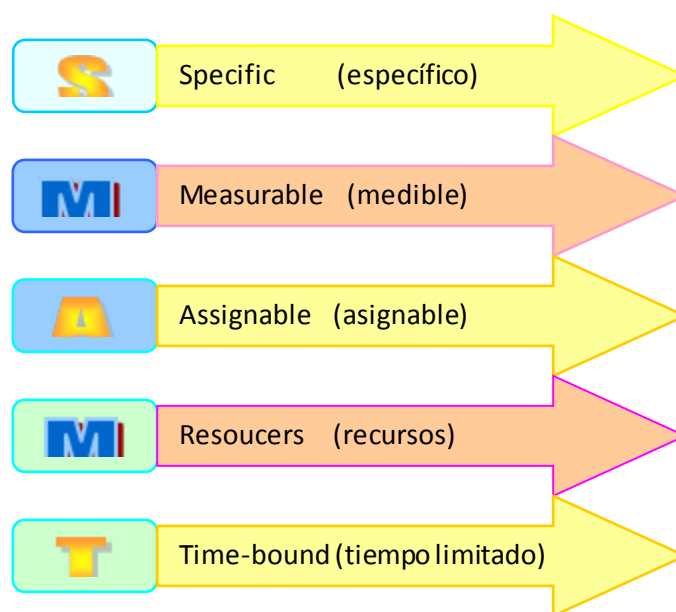 S Specific (específico)
M Measurable (medible)
A Assignable (asignable)
M Resoucers (recursos)
T Time-bound (tiempo limitado)